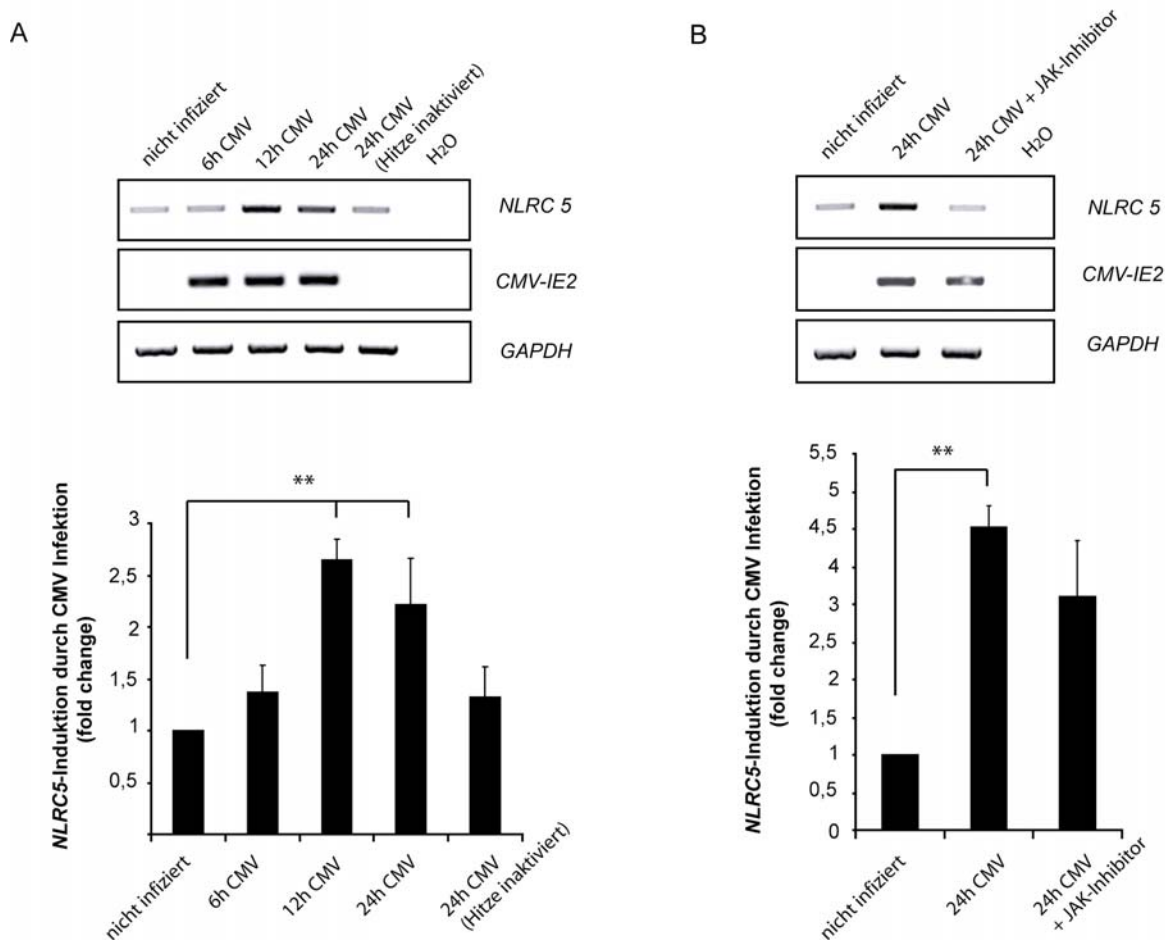 A
nicht infiziert
6h CMV
12h CMV
24h CMV
24h CMV
(Hitze inaktiviert)
H2O
NLRC 5
CMV-IE2
GAPDH
NLRC5-Induktion durch CMV Infektion
(fold change)
**
3
2,5
2
1,5
1
0,5
nicht infiziert
6h CMV
12h CMV
24h CMV
24h CMV
(Hitze inaktiviert)
B
nicht infiziert
24h CMV
24h CMV + JAK-Inhibitor
H2O
NLRC 5
CMV-IE2
GAPDH
NLRC5-Induktion durch CMV Infektion
(fold change)
**
5,5
5
4,5
4
3,5
3
2,5
2
1,5
1
0,5
0
nicht infiziert
24h CMV
24h CMV
+ JAK-Inhibitor